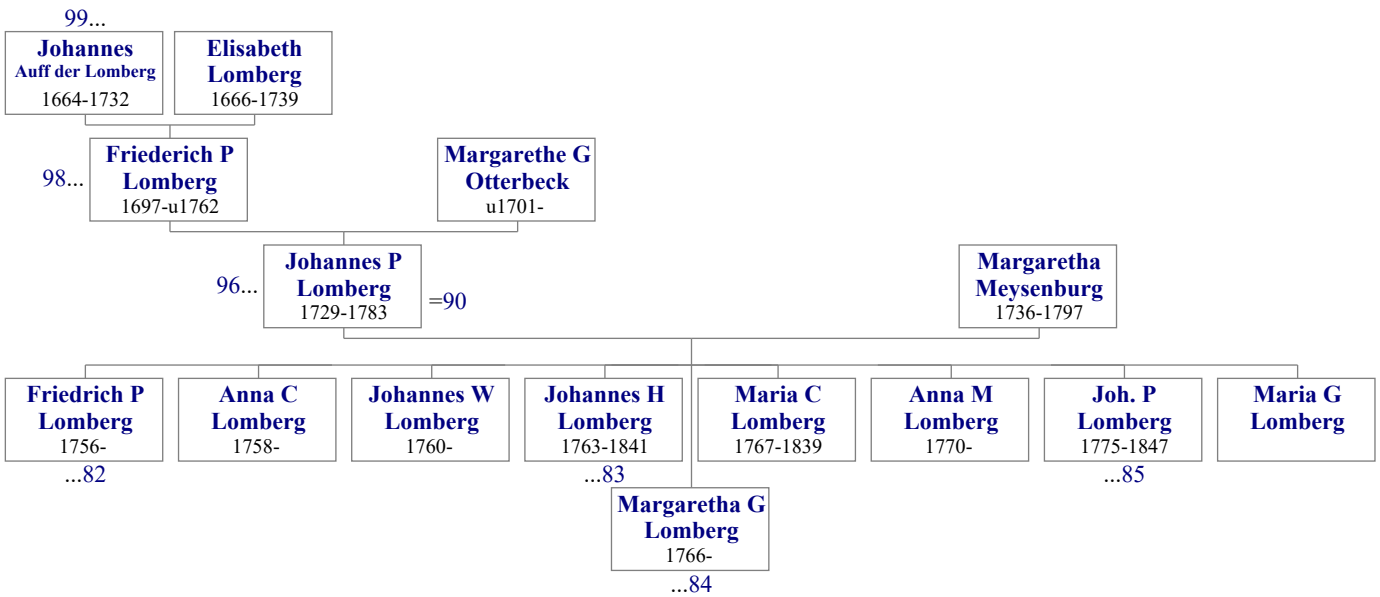 99...
Johannes
Auff der Lomberg
1664-1732
Elisabeth
Lomberg
1666-1739
98...
Friederich P
Lomberg
1697-u1762
Margarethe G
Otterbeck
u1701-
96...
Johannes P
Lomberg
1729-1783
=90
Margaretha
Meysenburg
1736-1797
Friedrich P
Lomberg
1756-
...82
Anna C
Lomberg
1758-
Johannes W
Lomberg
1760-
Johannes H
Lomberg
1763-1841
...83
Maria C
Lomberg
1767-1839
Anna M
Lomberg
1770-
Joh. P
Lomberg
1775-1847
...85
Maria G
Lomberg
Margaretha G
Lomberg
1766-
...84